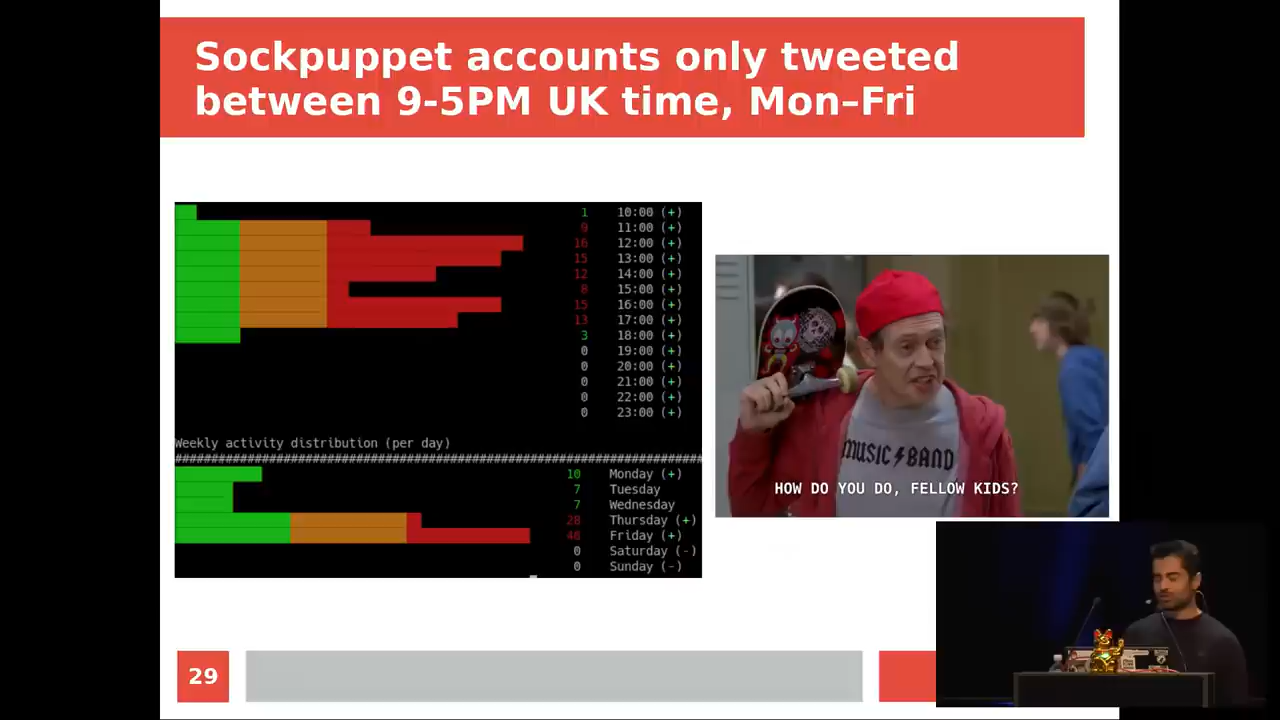 Sockpuppet accounts only tweeted
between 9-5PM UK time, Mon–Fri
1 10:00 (+)
9 11:00 (+)
16 12:00 (+)
15 13:00 (+)
12 14:00 (+)
8 15:00 (+)
15 16:00 (+)
13 17:00 (+)
3 18:00 (+)
0 19:00 (+)
0 20:00 (+)
0 21:00 (+)
0 22:00 (+)
0 23:00 (+)
Weekly activity distribution (per day)
######################################################################
10 Monday (+)
7 Tuesday
7 Wednesday
28 Thursday (+)
48 Friday (+)
0 Saturday (-)
0 Sunday (-)
MUSIC BAND
HOW DO YOU DO, FELLOW KIDS?
29